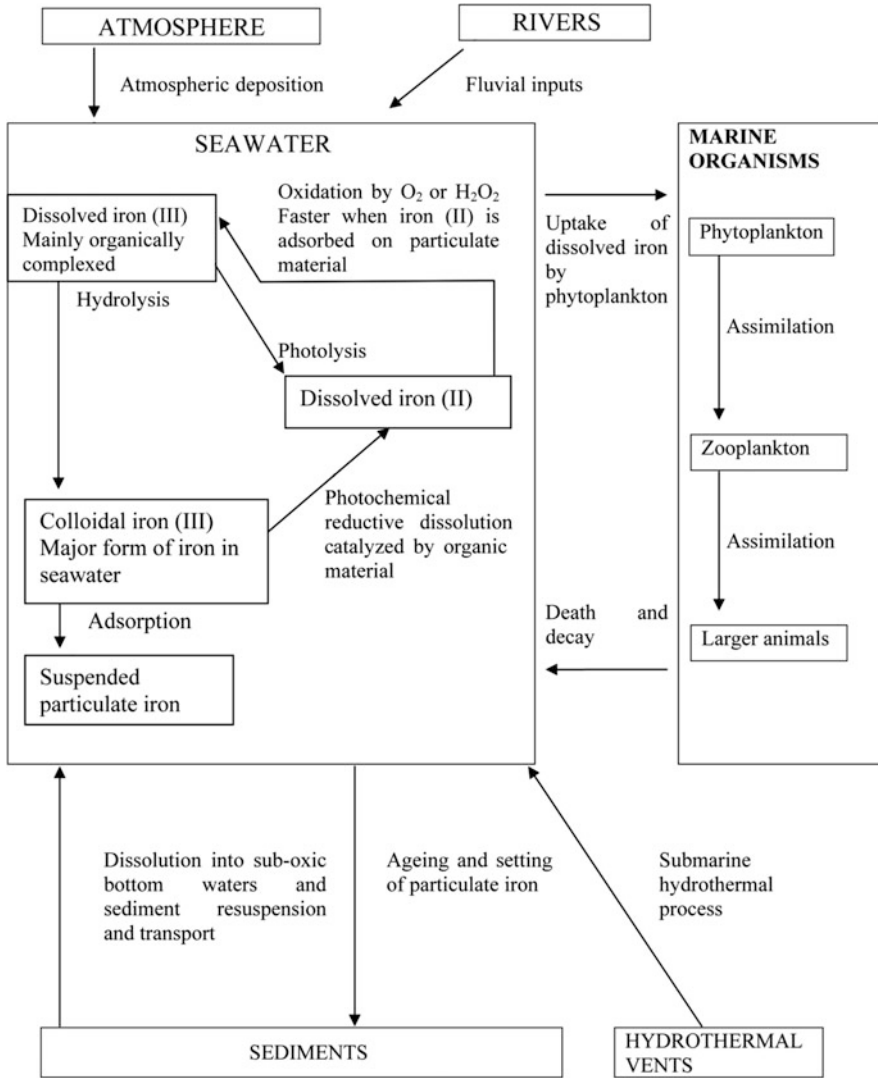 ATMOSPHERE
RIVERS
Atmospheric deposition
Fluvial inputs
SEAWATER
Oxidation by O₂ or H₂O₂
Faster when iron (II) is
adsorbed on particulate
material
Dissolved iron (III)
Mainly organically
complexed
Hydrolysis
Photolysis
Dissolved iron (II)
Colloidal iron (III)
Major form of iron in
seawater
Photochemical
reductive dissolution
catalyzed by organic
material
Adsorption
Suspended
particulate iron
Uptake of
dissolved iron
by
phytoplankton
Death and
decay
MARINE
ORGANISMS
Phytoplankton
Assimilation
Zooplankton
Assimilation
Larger animals
Dissolution into sub-oxic
bottom waters and
sediment resuspension
and transport
Ageing and setting
of particulate iron
Submarine
hydrothermal
process
SEDIMENTS
HYDROTHERMAL
VENTS